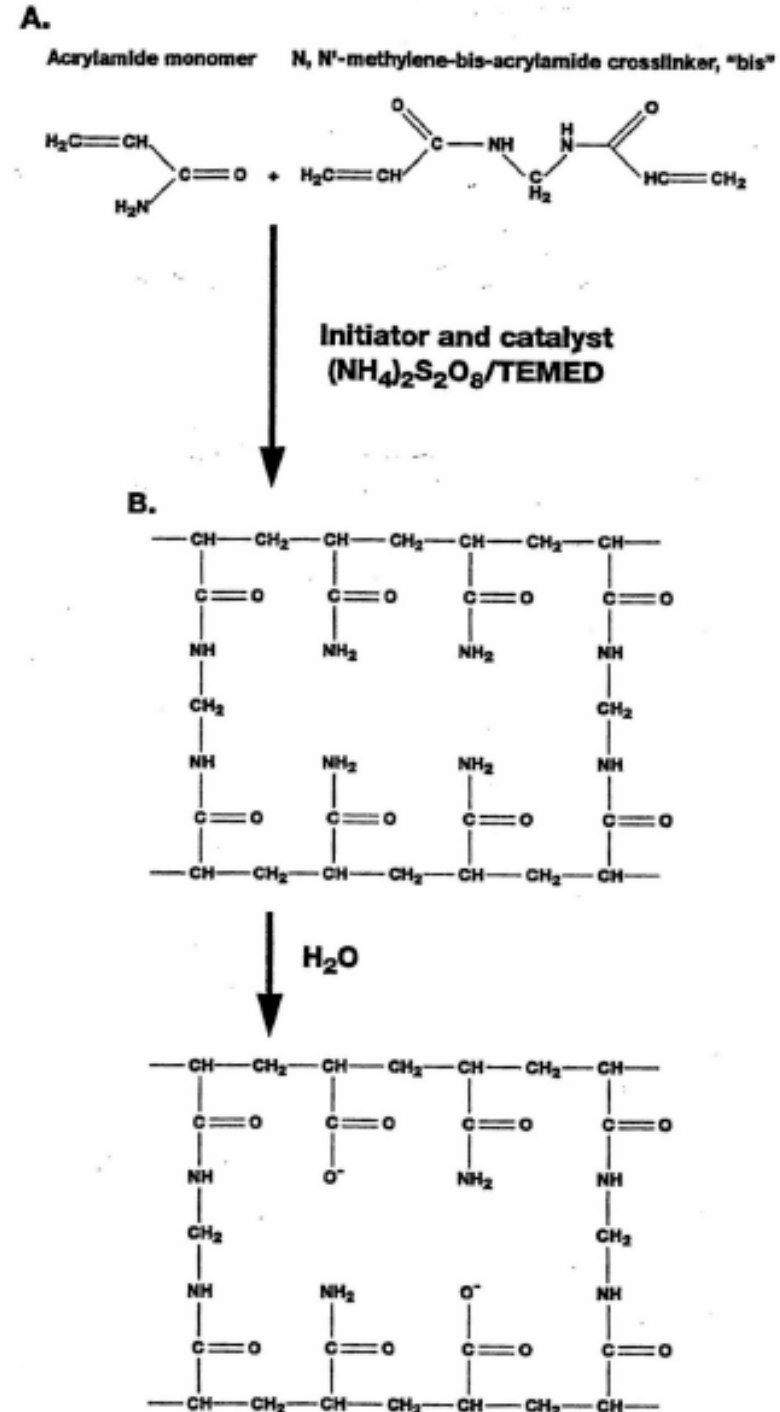 A.
Acrylamide monomer N, N'-methylene-bis-acrylamide crosslinker, "bis"
O O
H₂C CH C NH H N
C O + H₂C CH C H₂ HC CH₂
H₂N
Initiator and catalyst
(NH₄)₂S₂O₈/TEMED
B.
CH CH₂ CH CH₂ CH CH₂ CH
C O C O C O C O
NH NH₂ NH₂ NH
CH₂ CH₂
NH NH₂ NH₂ NH
C O C O C O C O
CH CH₂ CH CH₂ CH CH₂ CH
H₂O
CH CH₂ CH CH₂ CH CH₂ CH
C O C O C O C O
NH O⁻ NH₂ NH
CH₂ CH₂
NH NH₂ O⁻ NH
C O C O C O C O
CH CH₂ CH CH₂ CH CH₂ CH